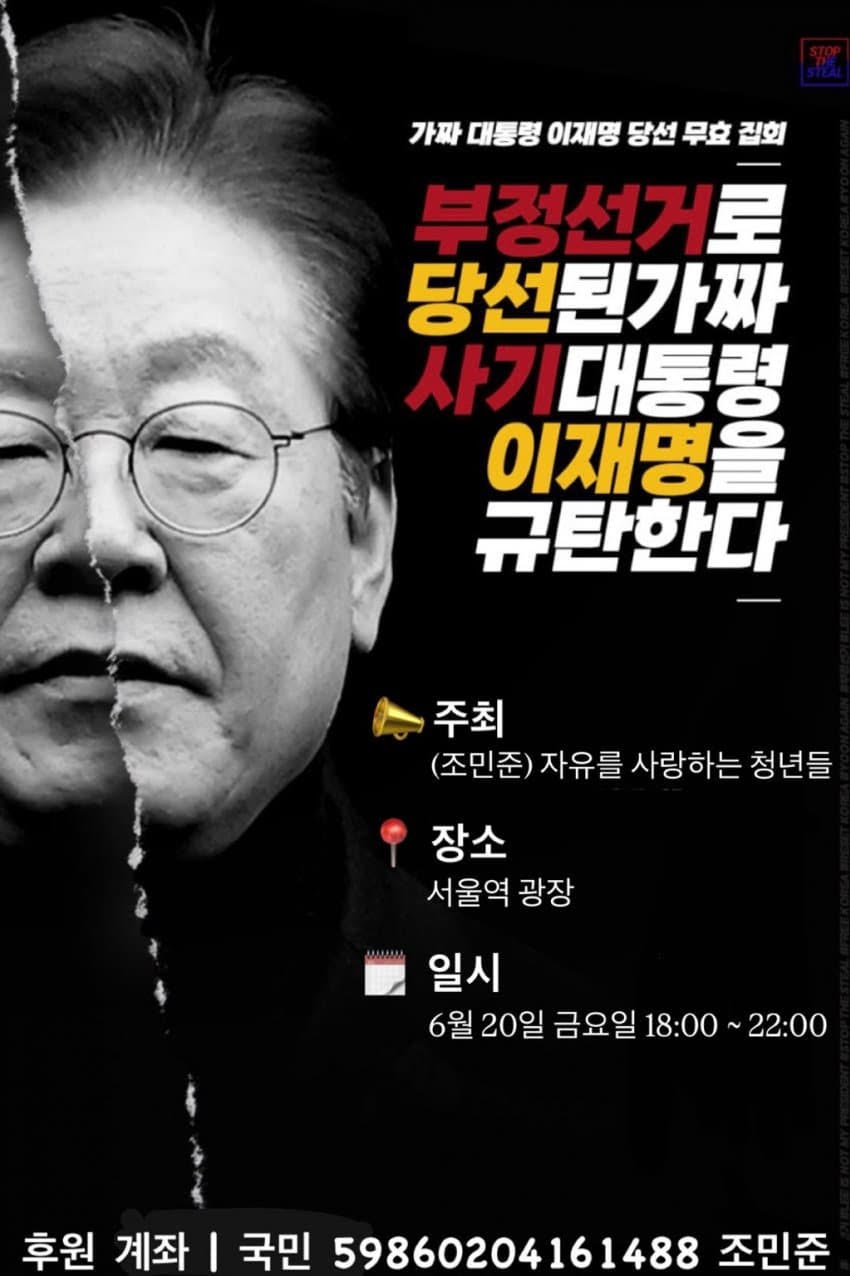 STOP
THE
STEAL
가짜 대통령 이재명 당선 무효 집회
부정선거로
당선된가짜
사기대통령
이재명을
규탄한다
주최
(조민준) 자유를 사랑하는 청년들
장소
서울역 광장
일시
6월 20일 금요일 18:00 ~ 22:00
후원 계좌 | 국민 59860204161488 조민준